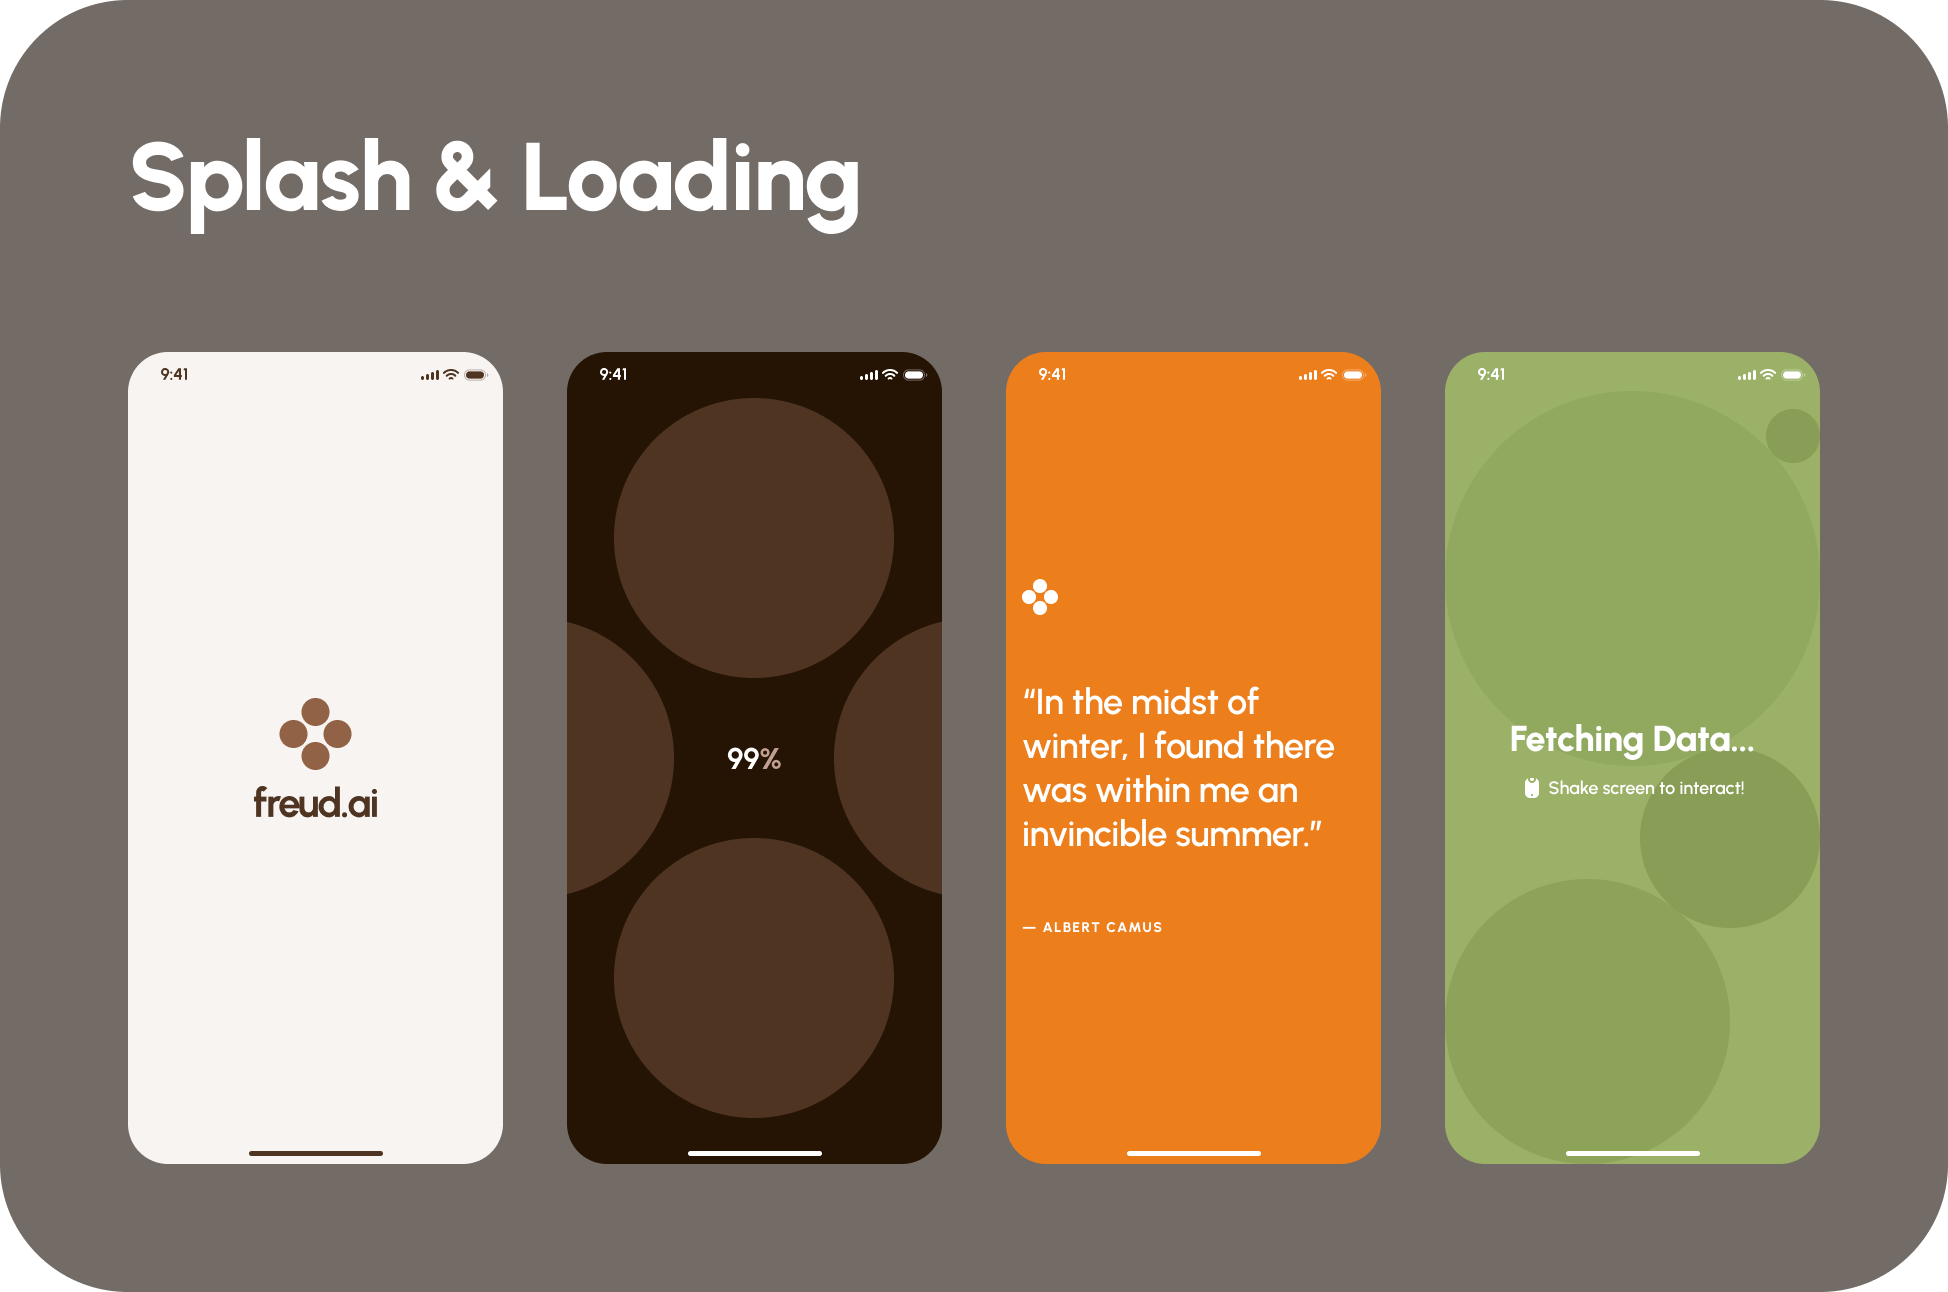 Splash & Loading
9:41
freud.ai
9:41
99%
9:41
“In the midst of
winter, I found there
was within me an
invincible summer.”
— ALBERT CAMUS
9:41
Fetching Data...
Shake screen to interact!